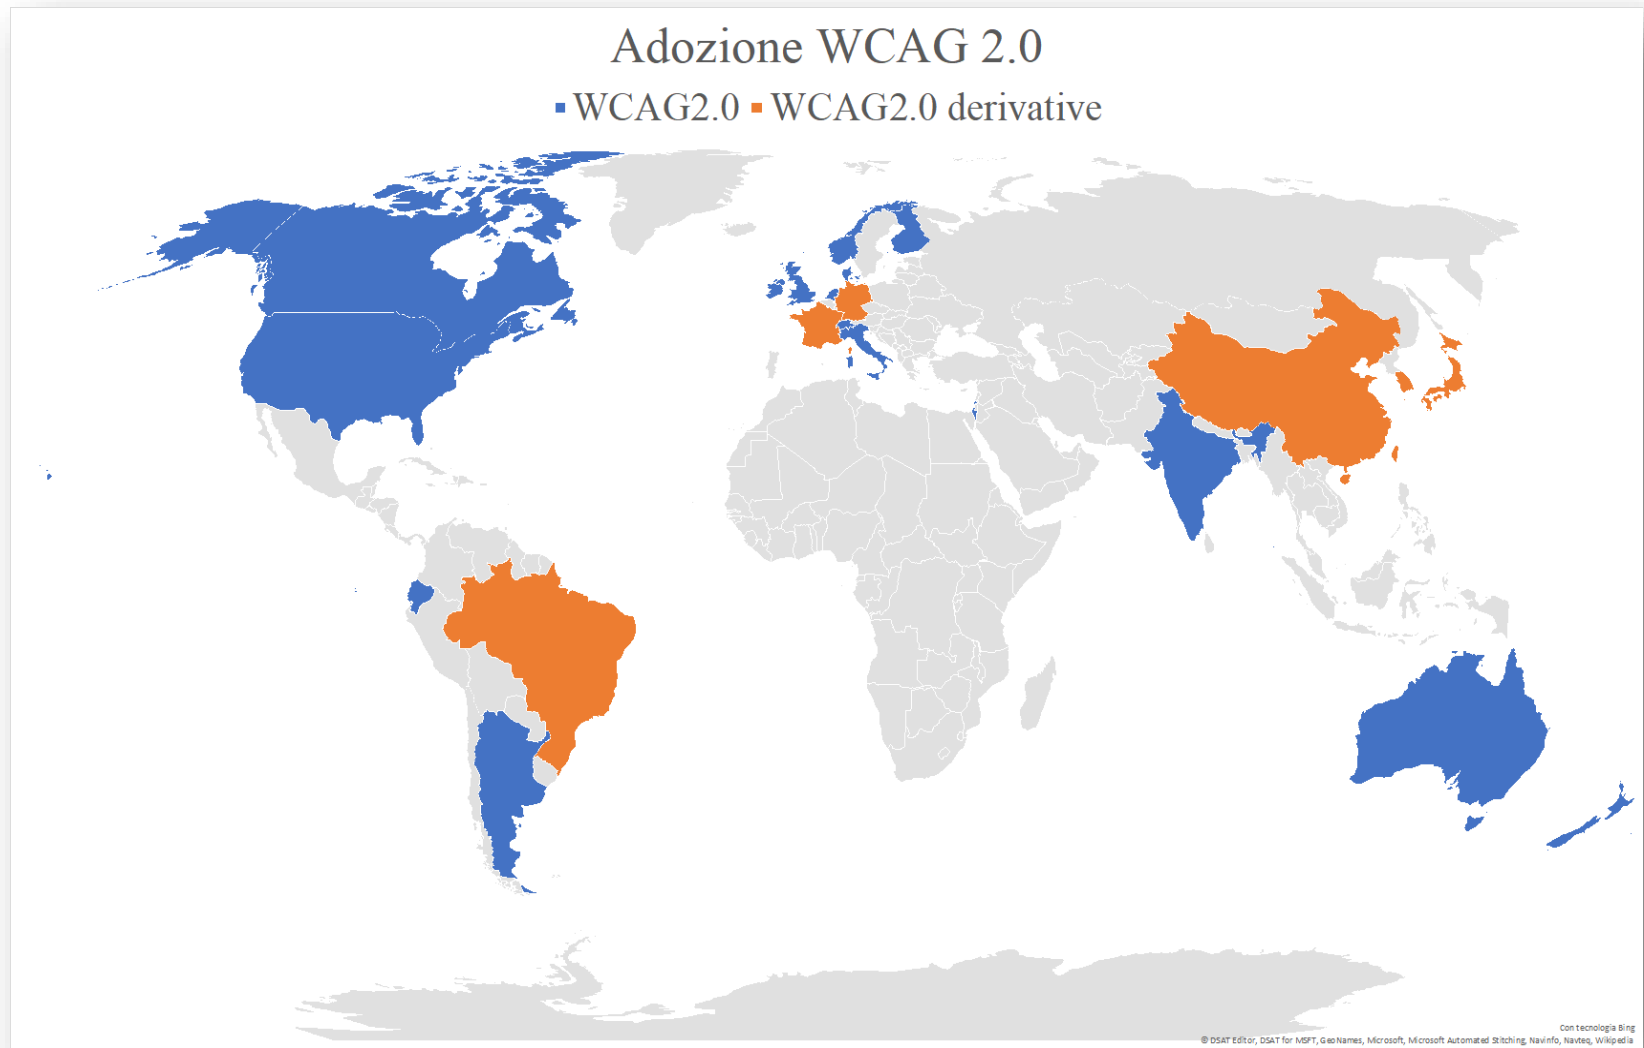 Adozione WCAG 2.0
WCAG2.0 WCAG2.0 derivative
Con tecnologia Bing
© DSAT Editor, DSAT for MSFT, GeoNames, Microsoft, Microsoft Automated Stitching, Navinfo, Navteq, Wikipedia